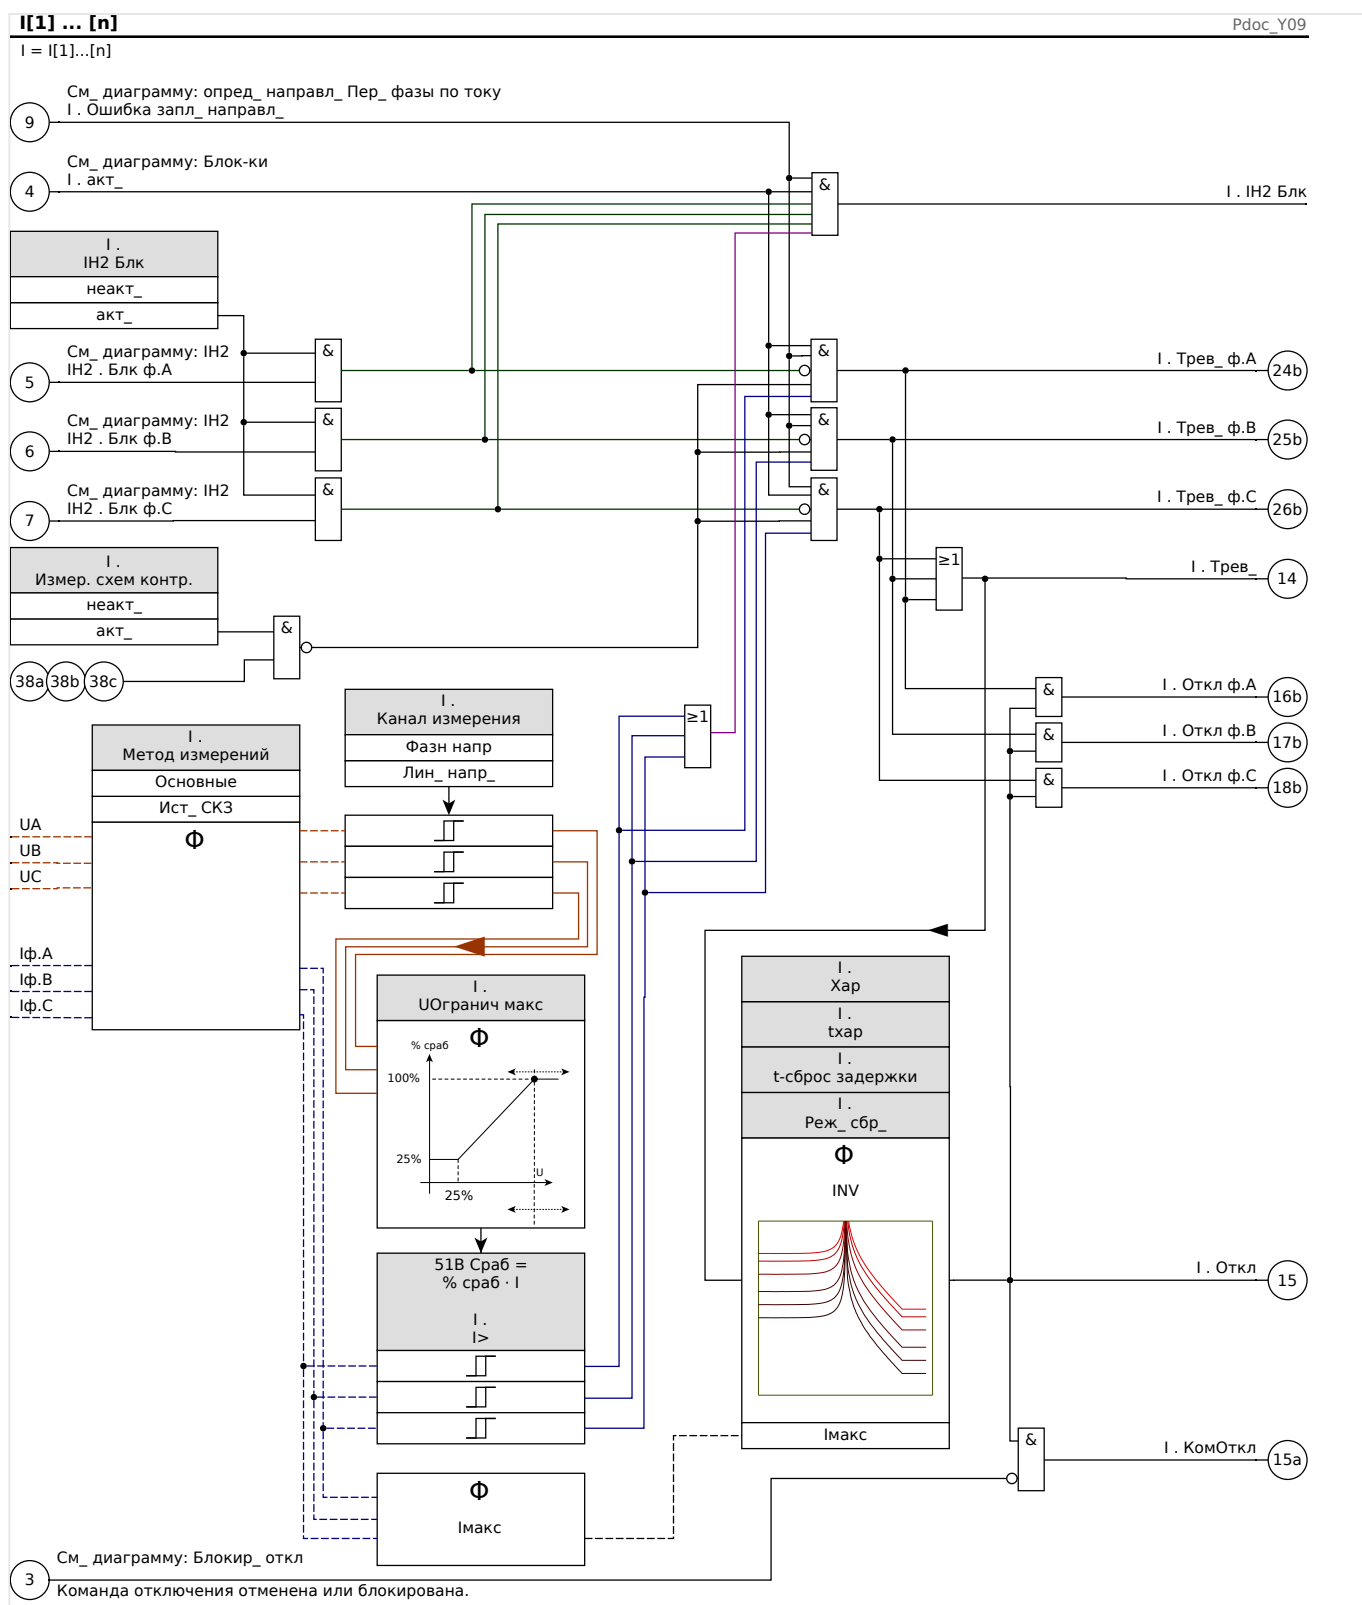 I[1] ... [n]
Pdoc_Y09
I = I[1]...[n]
См_ диаграмму: опред_ направл_ Пер_ фазы по току
9
I . Ошибка запл_ направл_
См_ диаграмму: Блок-ки
4
I . акт_
&
I . IH2 Блк
I .
IH2 Блк
неакт_
акт_
См_ диаграмму: IH2
5
IH2 . Блк ф.A
&
&
I . Трев_ ф.A
24b
См_ диаграмму: IH2
6
IH2 . Блк ф.B
&
&
I . Трев_ ф.B
25b
См_ диаграмму: IH2
7
IH2 . Блк ф.C
&
&
I . Трев_ ф.C
26b
I .
Измер. схем контр.
неакт_
акт_
&
38a
38b
38c
≥1
I . Трев_
14
I .
Канал измерения
Фазн напр
Лин_ напр_
≥1
&
I . Откл ф.A
16b
&
I . Откл ф.B
17b
&
I . Откл ф.C
18b
I .
Метод измерений
Основные
Ист_ СКЗ
Φ
UA
UB
UC
Iф.A
Iф.B
Iф.C
I .
UОгранич макс
Φ
% сраб
100%
25%
U
25%
51В Сраб =
% сраб · I
I .
I>
Φ
Iмакс
I .
Хар
I .
tхар
I .
t-сброс задержки
I .
Реж_ сбр_
Φ
INV
Iмакс
I . Откл
15
&
I . КомОткл
15a
См_ диаграмму: Блокир_ откл
3
Команда отключения отменена или блокирована.